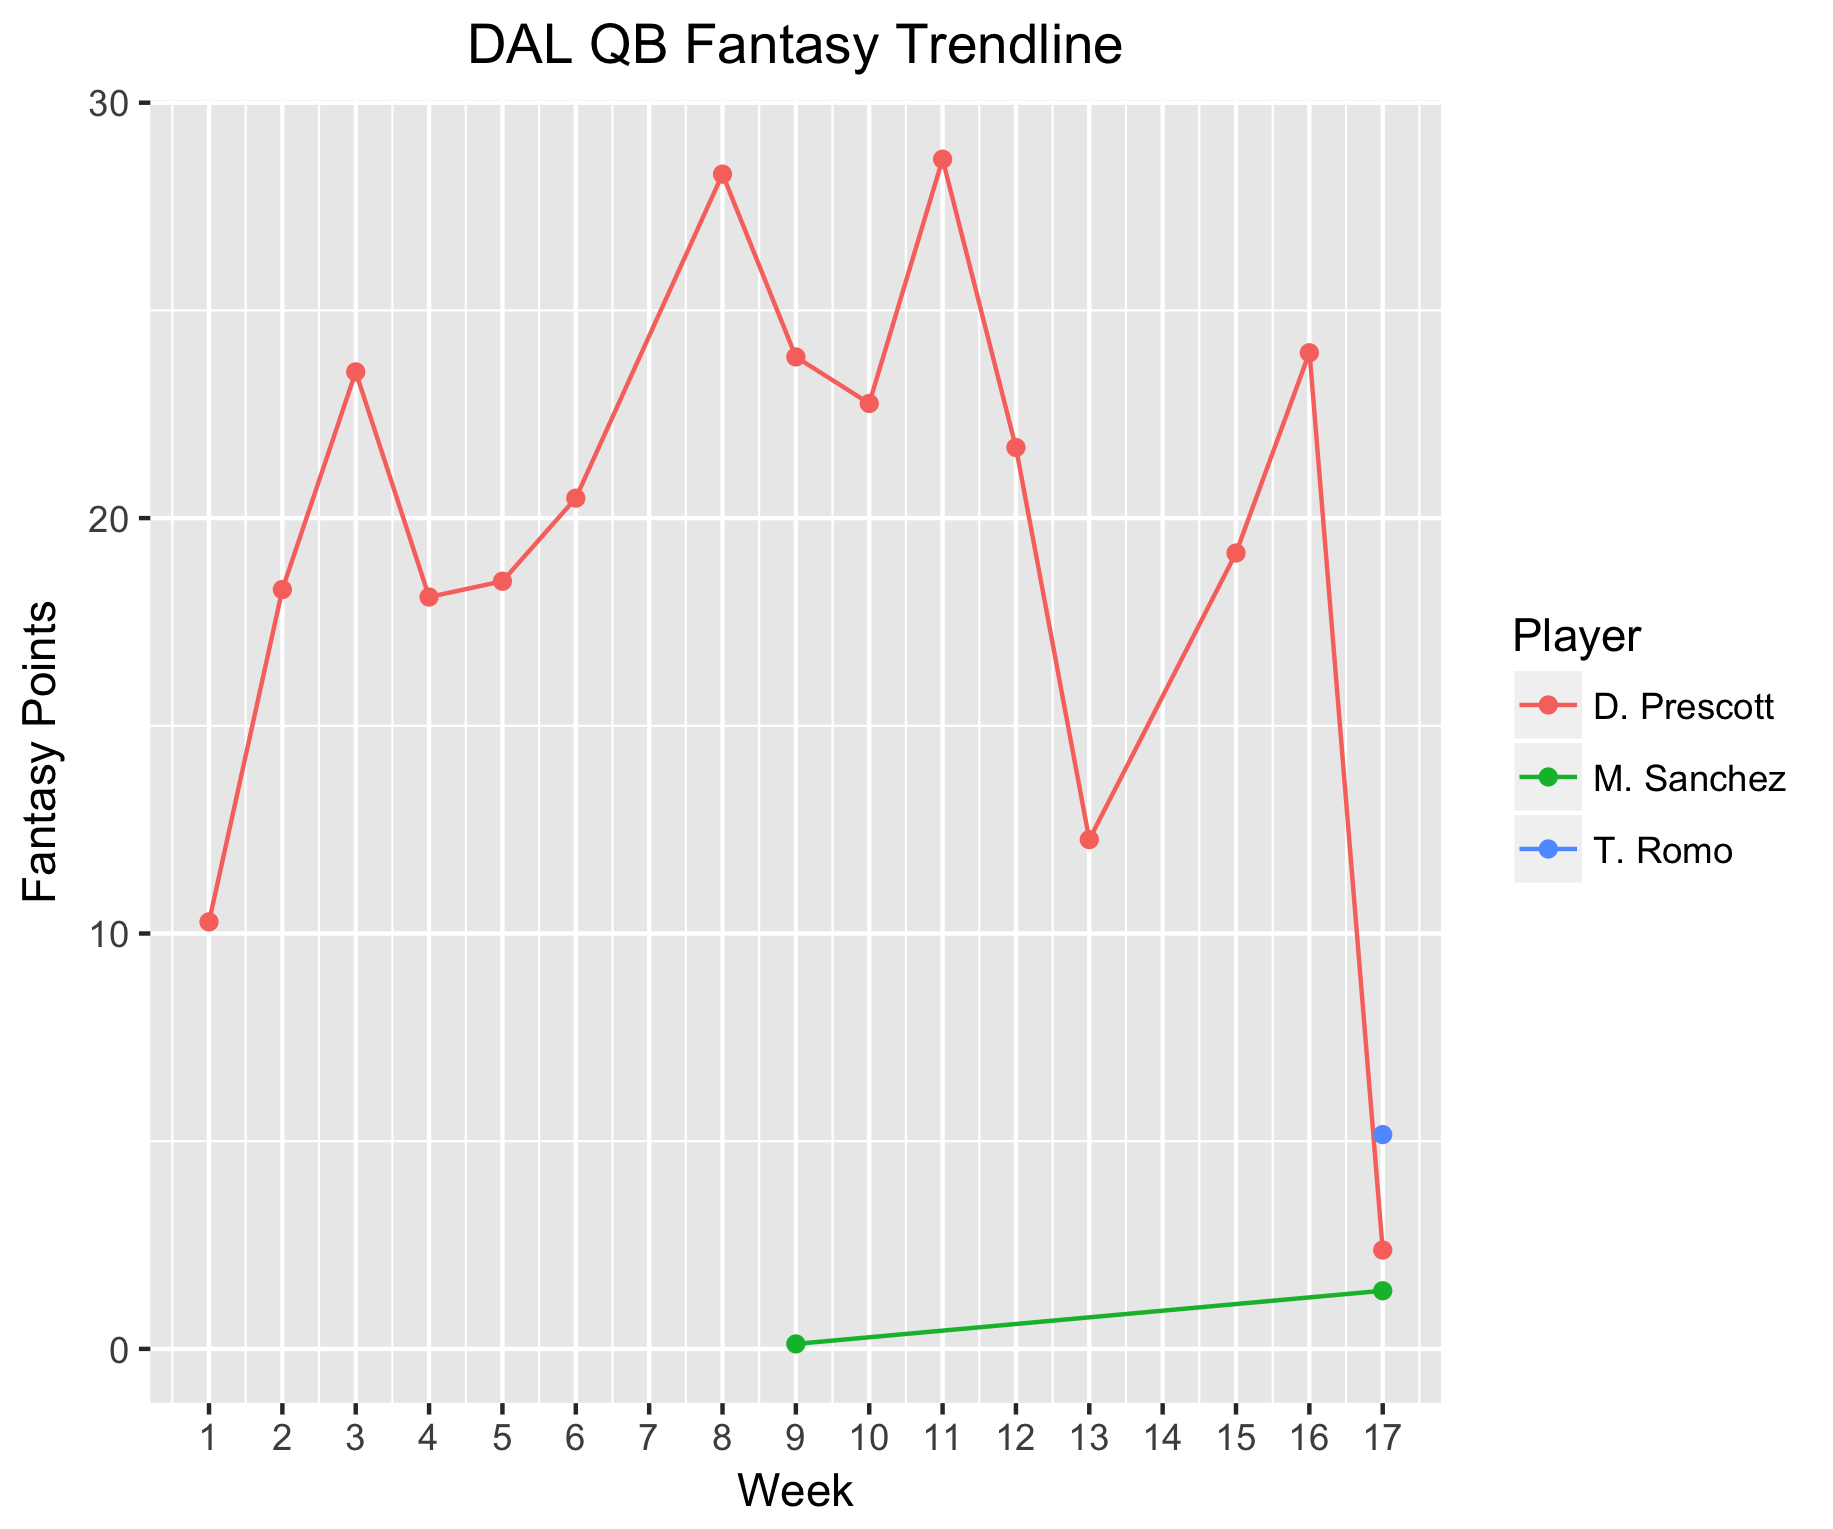 DAL QB Fantasy Trendline
30
20
10
0
Fantasy Points
1 2 3 4 5 6 7 8 9 10 11 12 13 14 15 16 17
Week
Player
D. Prescott
M. Sanchez
T. Romo